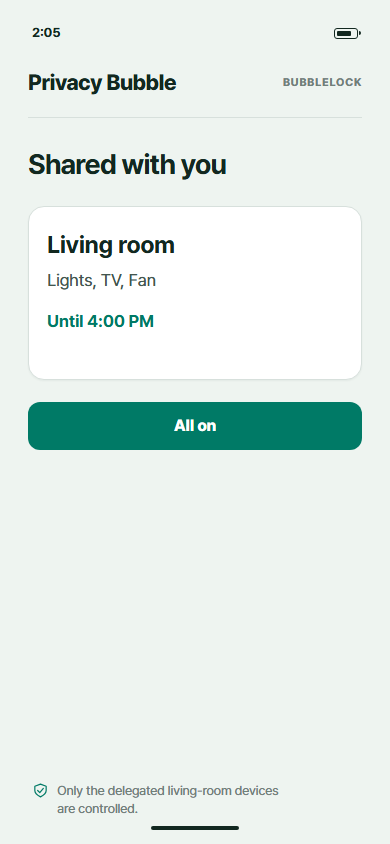 2:05
Privacy Bubble
BUBBLELOCK
Shared with you
Living room
Lights, TV, Fan
Until 4:00 PM
All on
Only the delegated living-room devices
are controlled.